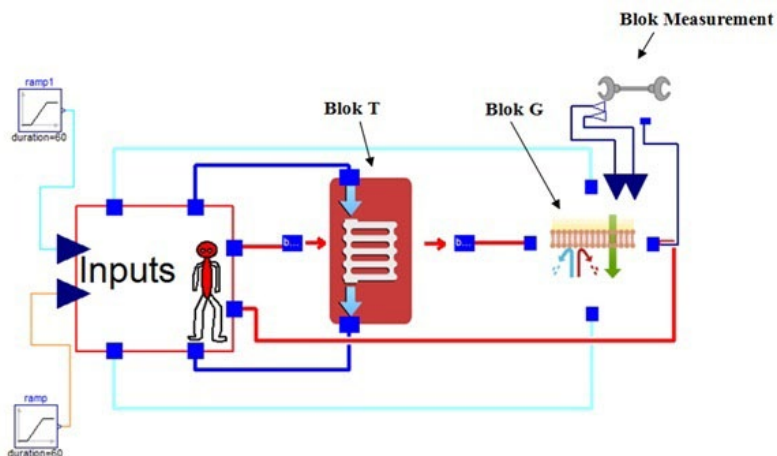 Blok Measurement
ramp1
duration=60
Blok T
Blok G
Inputs
b...
b...
ramp
duration=60